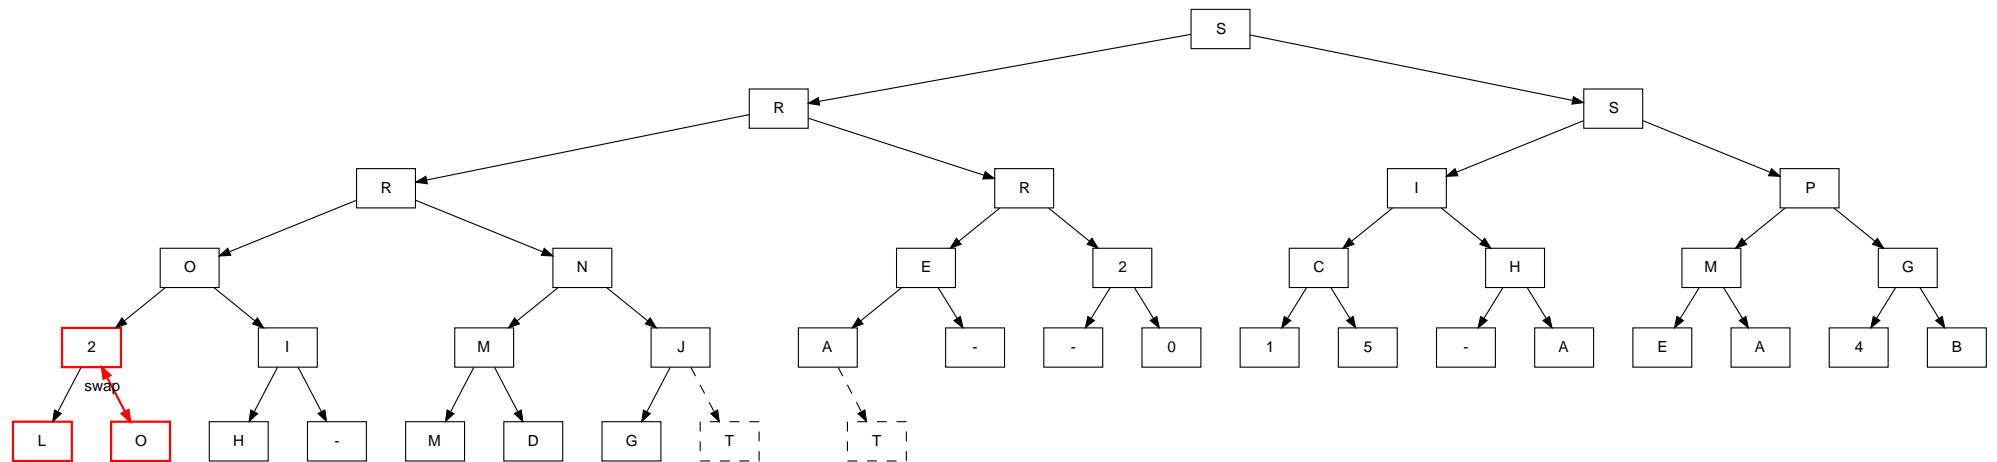 S
R S
R R I P
O N E 2 C H M G
2 I M J A - - 0 1 5 - A E A 4 B
swap
L O H - M D G T T